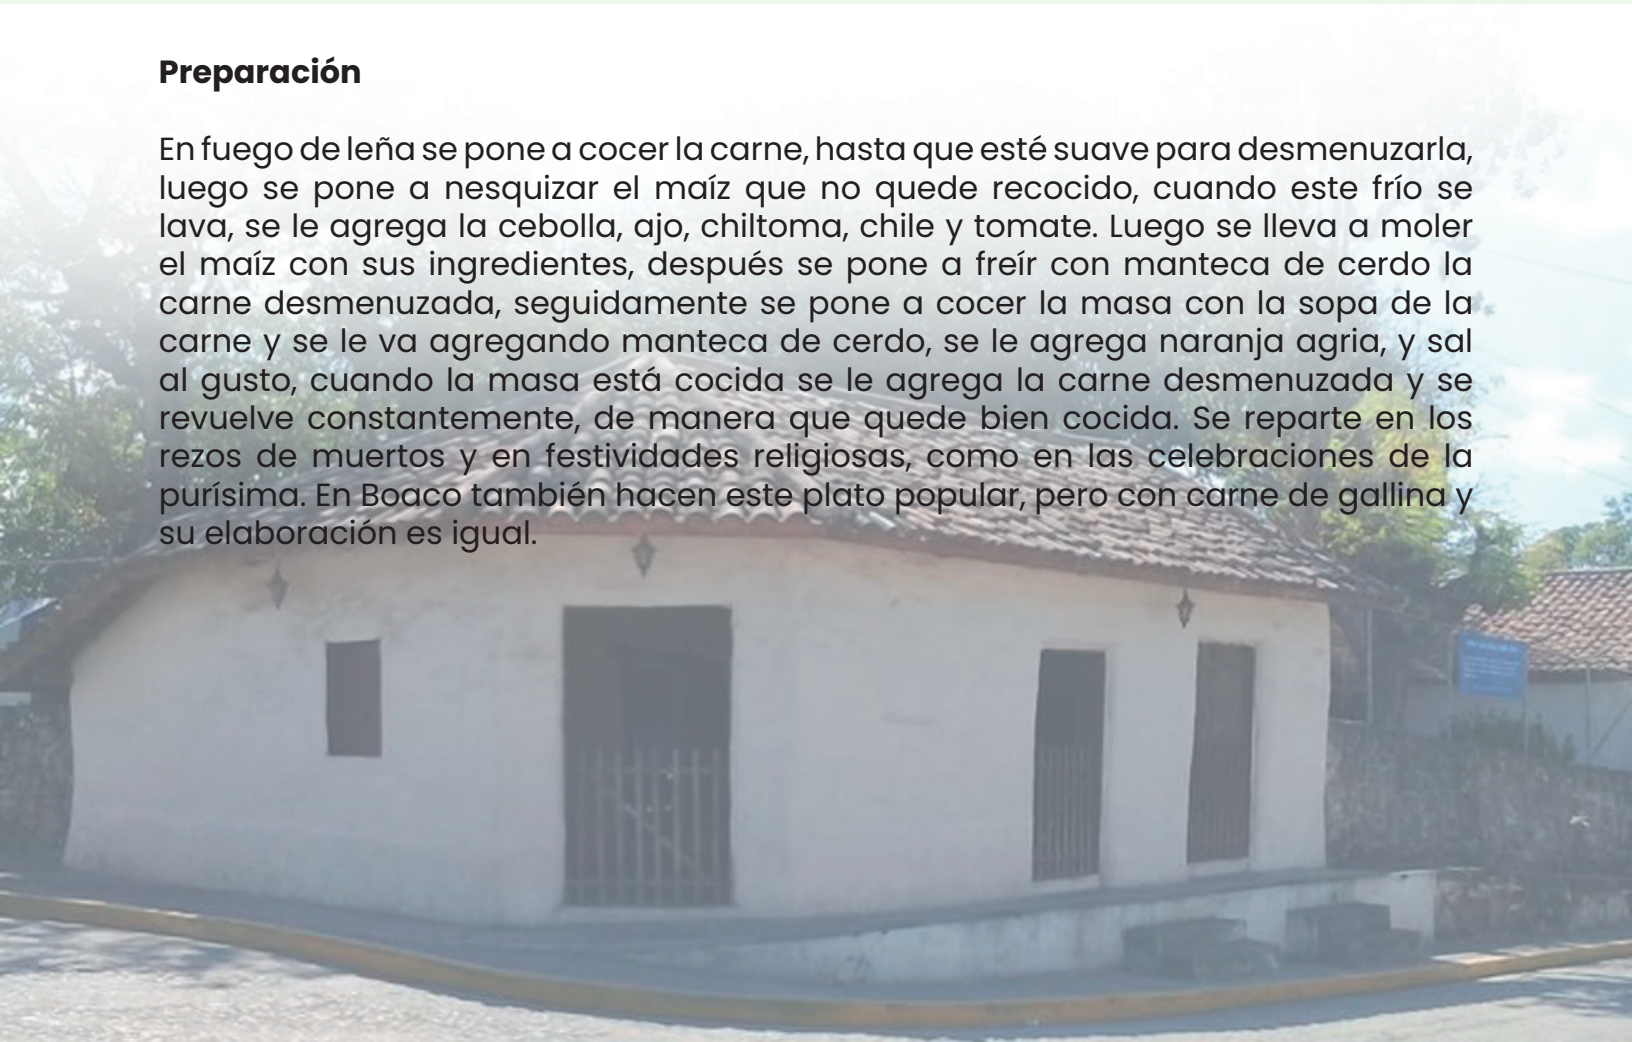 Preparación
En fuego de leña se pone a cocer la carne, hasta que esté suave para desmenuzarla,
luego se pone a nesquizar el maíz que no quede recocido, cuando este frío se
lava, se le agrega la cebolla, ajo, chiltoma, chile y tomate. Luego se lleva a moler
el maíz con sus ingredientes, después se pone a freír con manteca de cerdo la
carne desmenuzada, seguidamente se pone a cocer la masa con la sopa de la
carne y se le va agregando manteca de cerdo, se le agrega naranja agria, y sal
al gusto, cuando la masa está cocida se le agrega la carne desmenuzada y se
revuelve constantemente, de manera que quede bien cocida. Se reparte en los
rezos de muertos y en festividades religiosas, como en las celebraciones de la
purísima. En Boaco también hacen este plato popular, pero con carne de gallina y
su elaboración es igual.